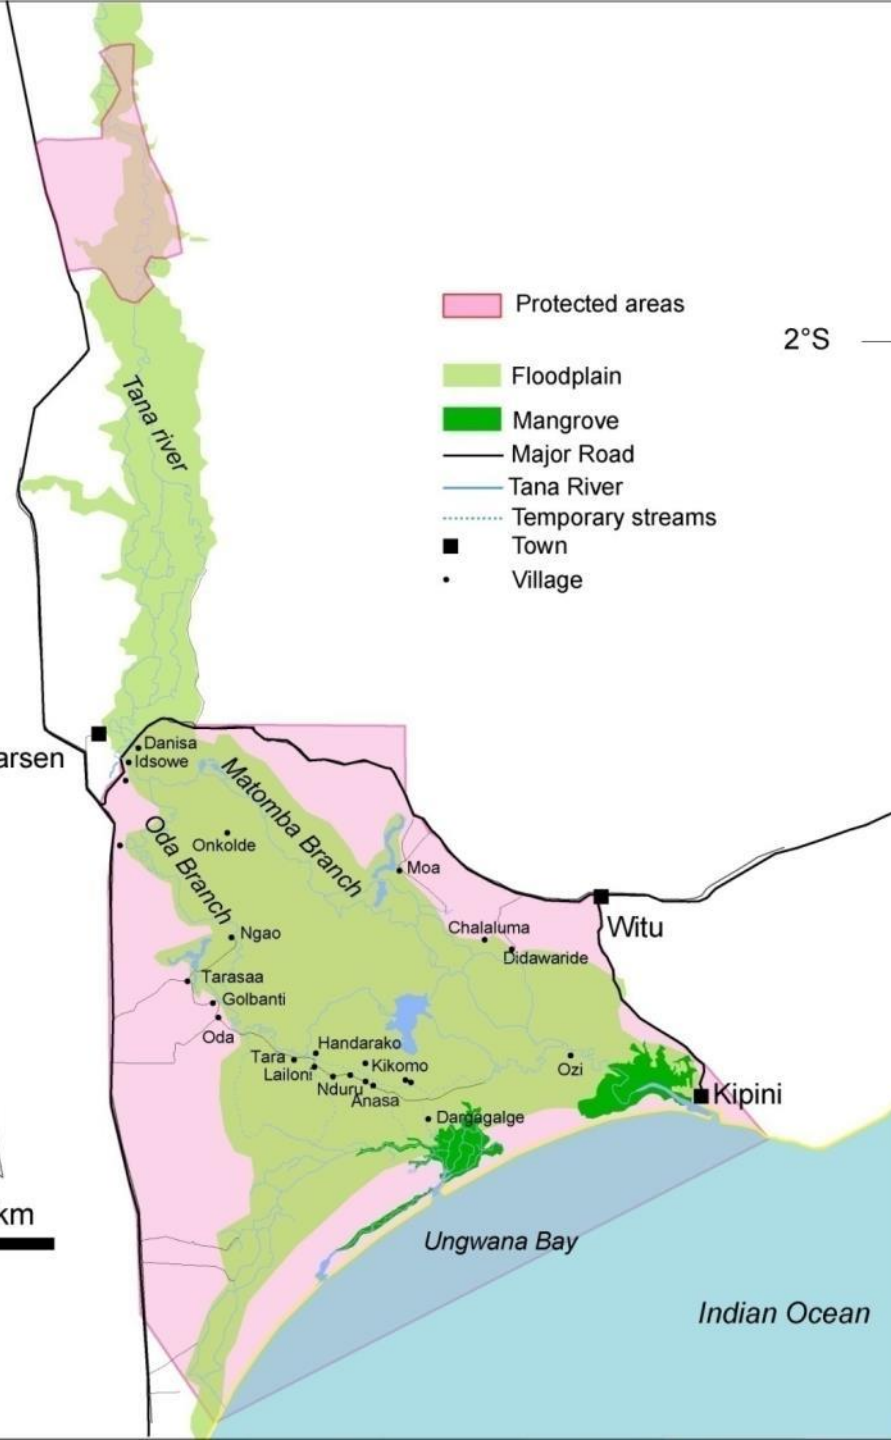 Protected areas
2°S
Floodplain
Tana river
Mangrove
Major Road
Tana River
Temporary streams
Town
Village
arsen
Danisa
Idsowe
Matomba Branch
Oda Branch
Onkolde
Moa
Witu
Chalaluma
Ngao
Didawaride
Tarasaa
Golbanti
Oda
Handarako
Tara
Kikomo
Lailoni
Ozi
Nduru
Anasa
Kipini
Dargagalge
km
Ungwana Bay
Indian Ocean